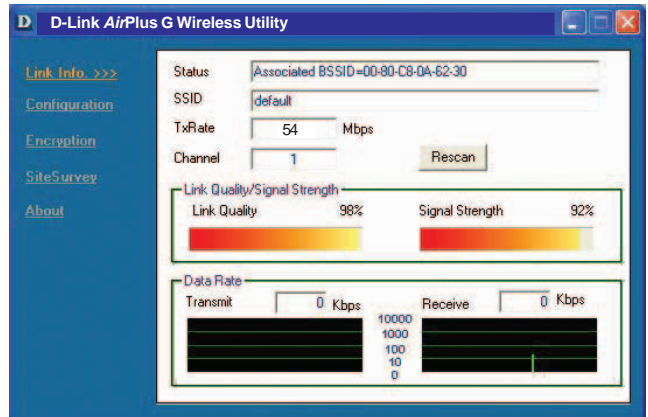 D D-Link AirPlus G Wireless Utility
Link Info. >>>
Configuration
Encryption
SiteSurvey
About
Status Associated BSSID=00-80-C8-0A-62-30
SSID default
TxRate 54 Mbps
Channel 1 Rescan
Link Quality/Signal Strength
Link Quality 98% Signal Strength 92%
Data Rate
Transmit 0 Kbps Receive 0 Kbps
10000
1000
100
10
0